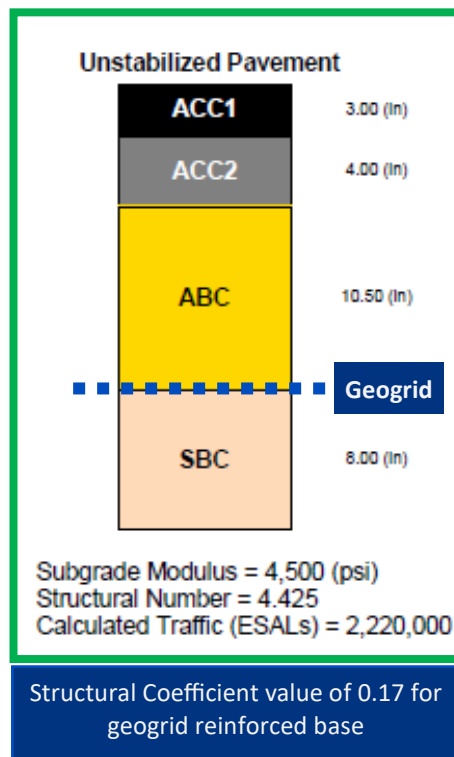 Unstabilized Pavement
ACC1 3.00 (in)
ACC2 4.00 (in)
ABC 10.50 (in)
Geogrid
SBC 8.00 (in)
Subgrade Modulus = 4,500 (psi)
Structural Number = 4.425
Calculated Traffic (ESALs) = 2,220,000
Structural Coefficient value of 0.17 for
geogrid reinforced base